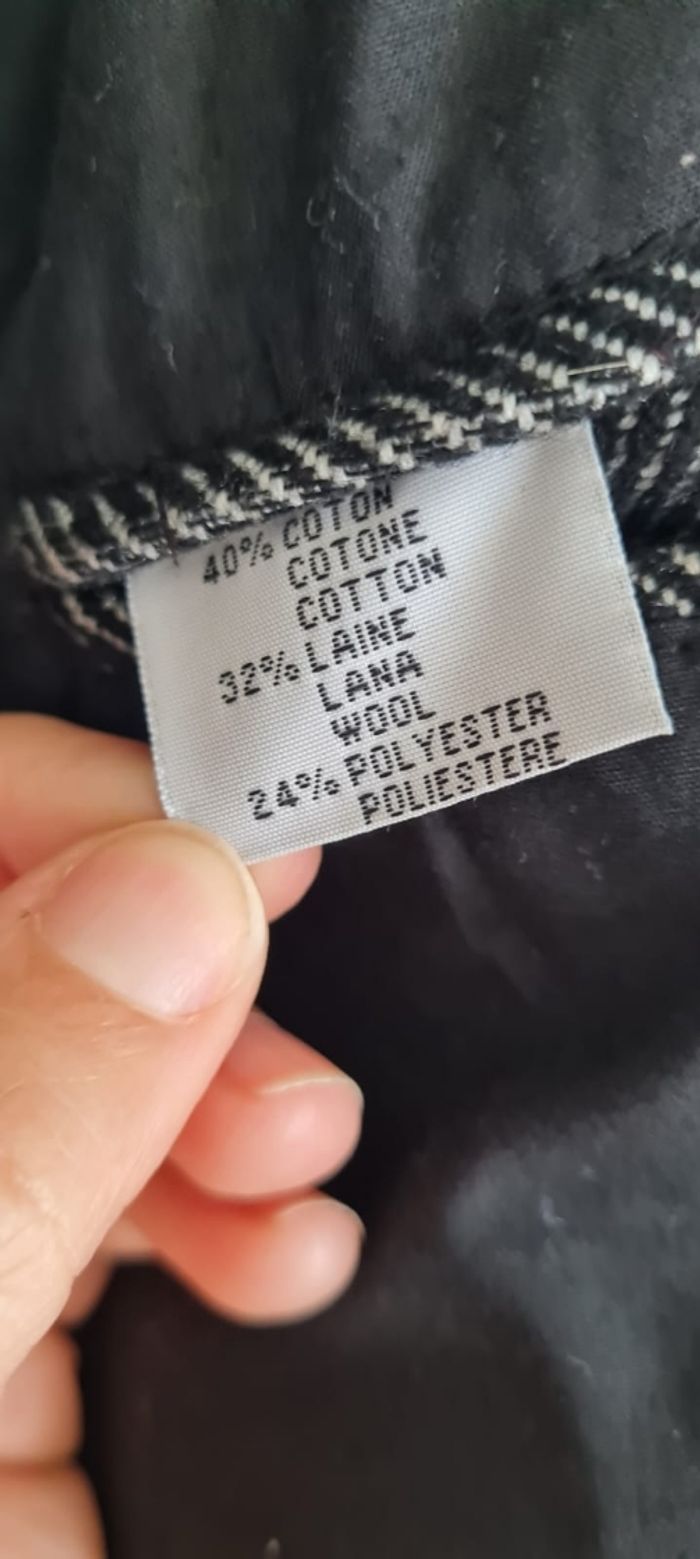 40% COTON
COTONE
COTTON
32% LAINE
LANA
WOOL
24% POLYESTER
POLIESTERE